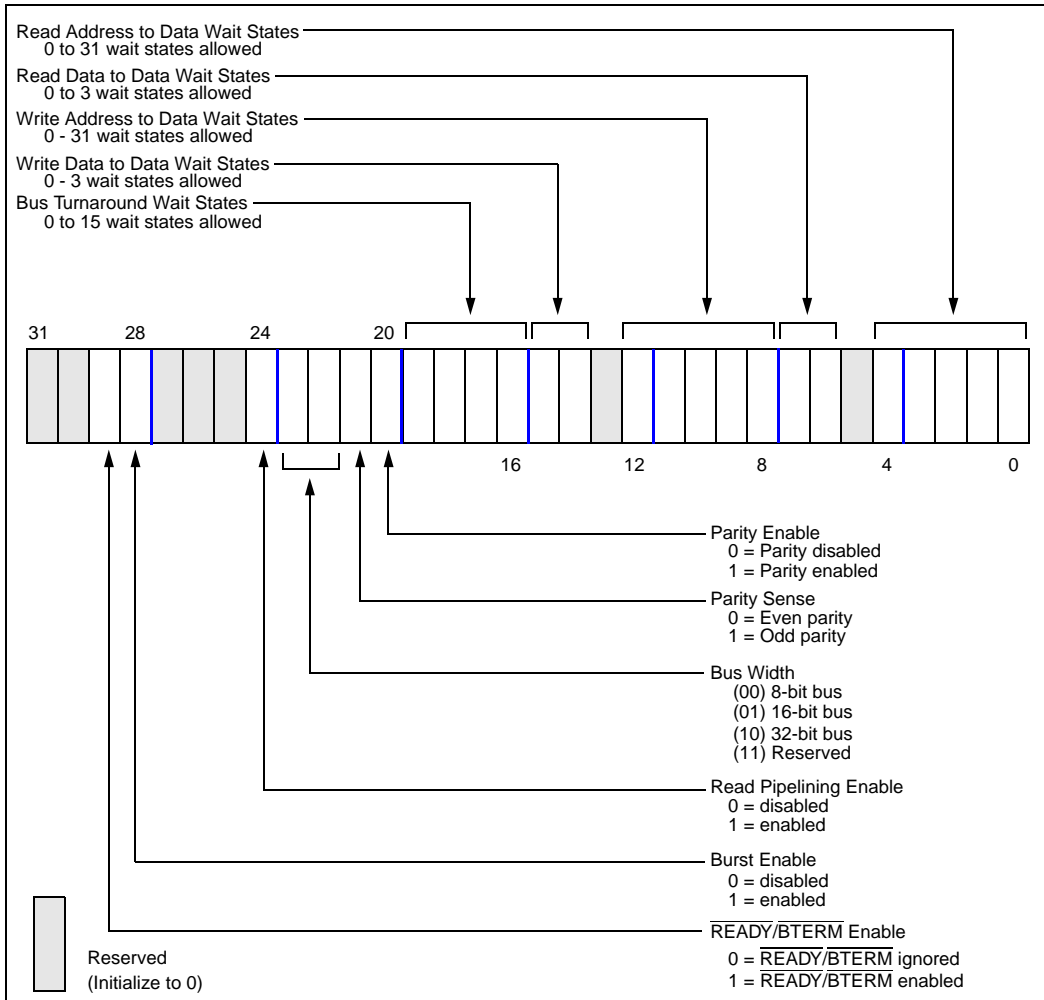 Read Address to Data Wait States
0 to 31 wait states allowed
Read Data to Data Wait States
0 to 3 wait states allowed
Write Address to Data Wait States
0 - 31 wait states allowed
Write Data to Data Wait States
0 - 3 wait states allowed
Bus Turnaround Wait States
0 to 15 wait states allowed
31 28 24 20
16 12 8 4 0
Parity Enable
0 = Parity disabled
1 = Parity enabled
Parity Sense
0 = Even parity
1 = Odd parity
Bus Width
(00) 8-bit bus
(01) 16-bit bus
(10) 32-bit bus
(11) Reserved
Read Pipelining Enable
0 = disabled
1 = enabled
Burst Enable
0 = disabled
1 = enabled
READY/BTERM Enable
0 = READY/BTERM ignored
1 = READY/BTERM enabled
Reserved
(Initialize to 0)